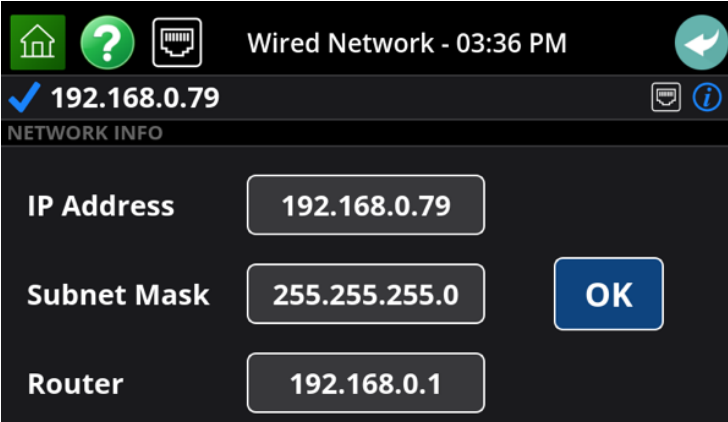 Wired Network - 03:36 PM
192.168.0.79
NETWORK INFO
IP Address 192.168.0.79
Subnet Mask 255.255.255.0
OK
Router 192.168.0.1